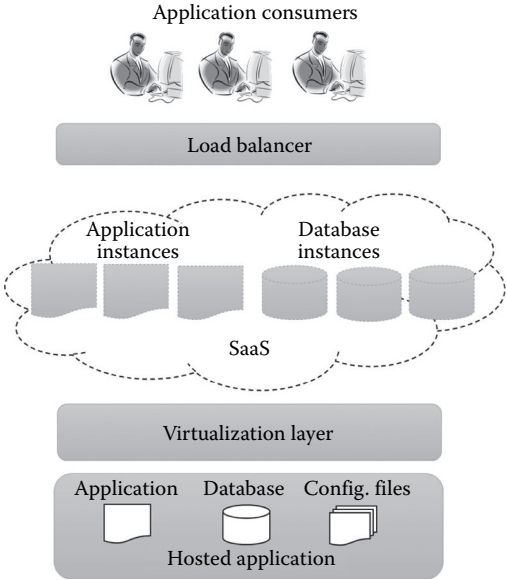 Application consumers
Load balancer
Application
instances
Database
instances
SaaS
Virtualization layer
Application
Database
Config. files
Hosted application